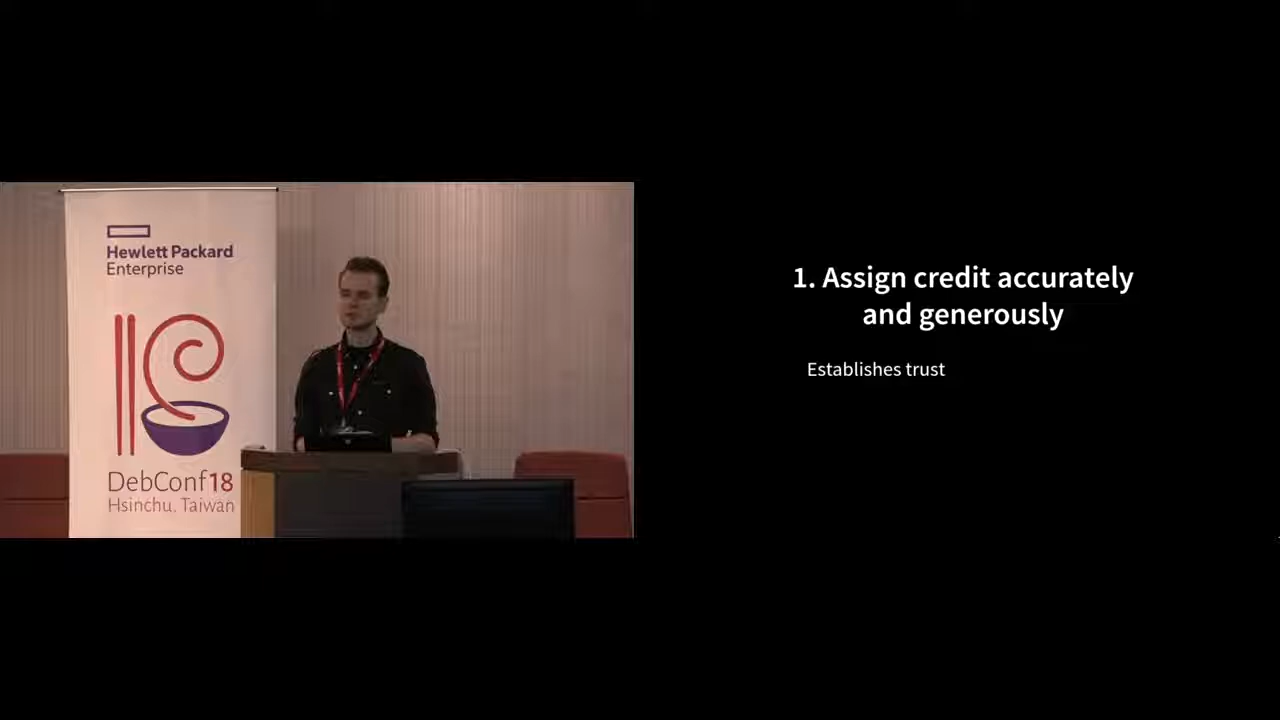 Hewlett Packard
Enterprise
DebConf18
Hsinchu, Taiwan
1. Assign credit accurately
and generously
Establishes trust